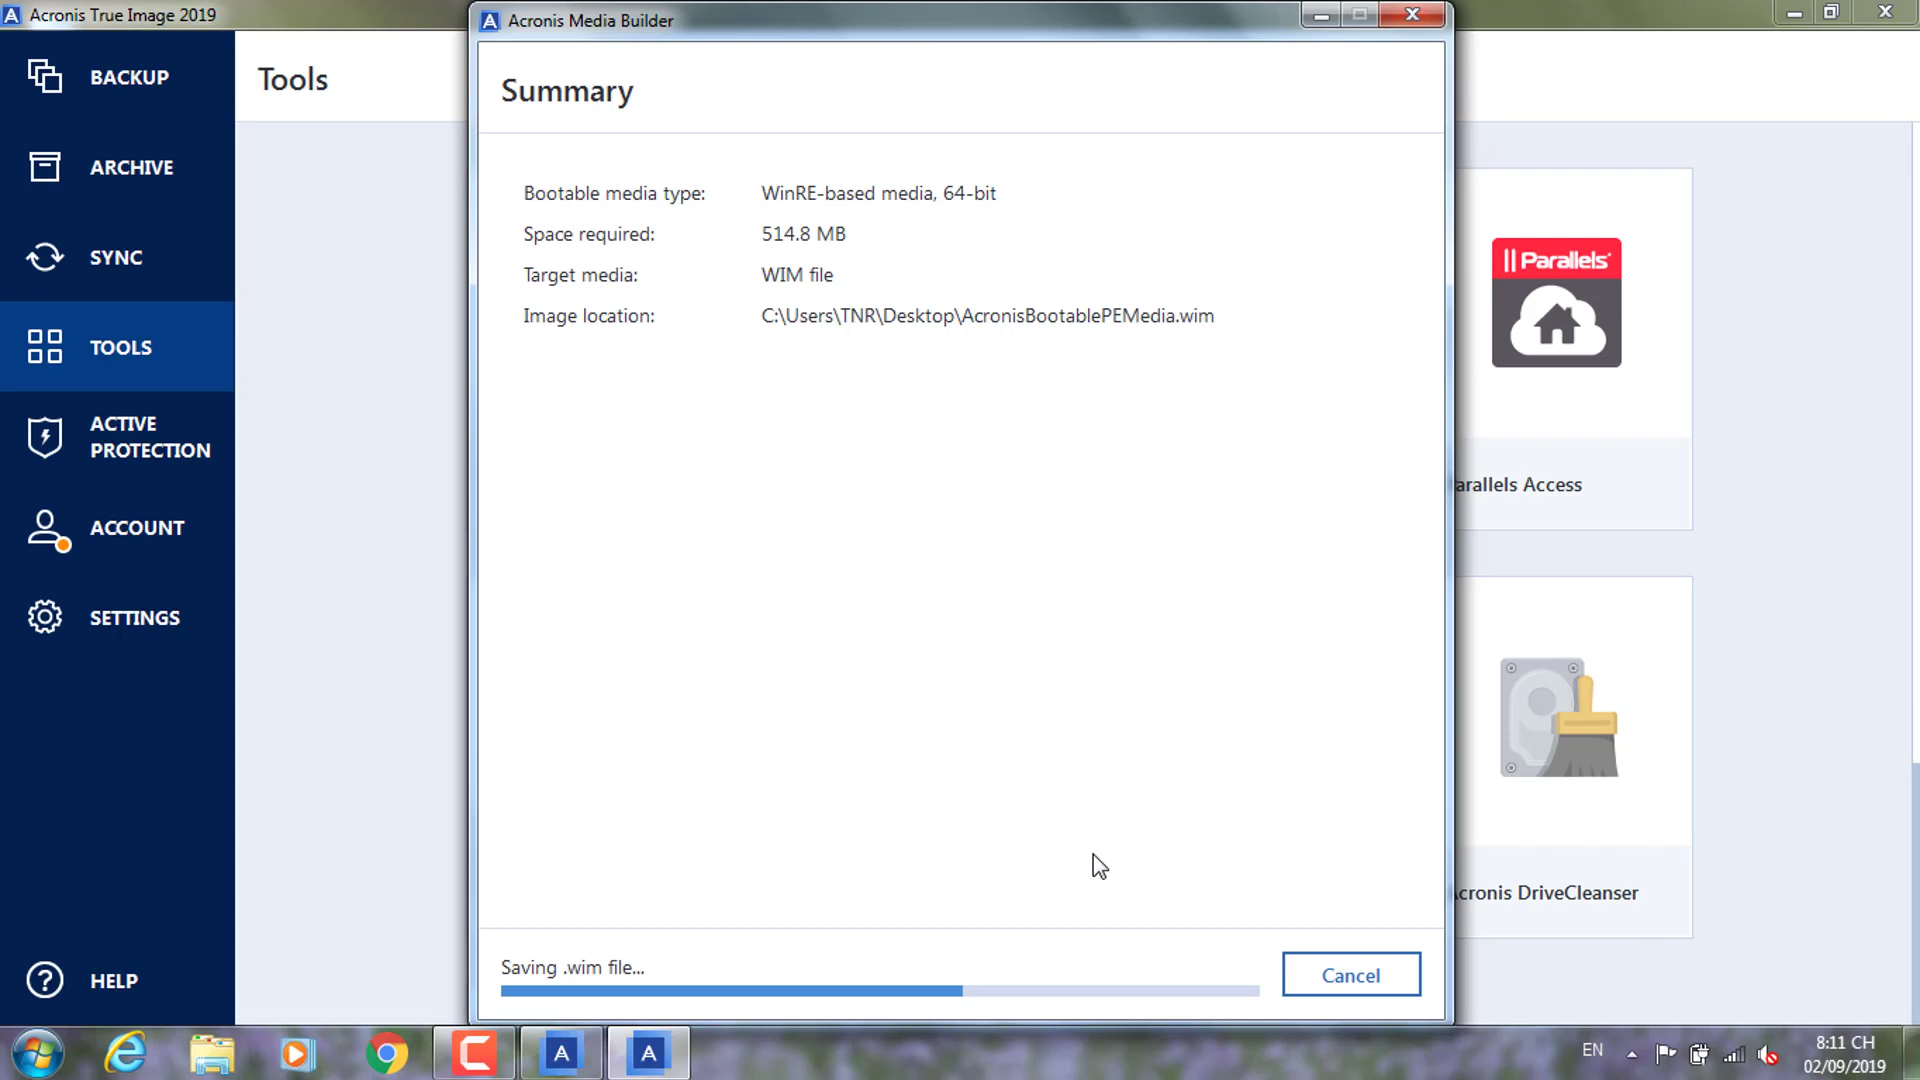 Acronis True Image 2019
Acronis Media Builder
BACKUP
ARCHIVE
SYNC
TOOLS
ACTIVE
PROTECTION
ACCOUNT
SETTINGS
HELP
Tools
Summary
Bootable media type: WinRE-based media, 64-bit
Space required: 514.8 MB
Target media: WIM file
Image location: C:\Users\TNR\Desktop\AcronisBootablePEMedia.wim
Saving .wim file...
Cancel
Parallels
arallels Access
cronis DriveCleanser
EN
8:11 CH
02/09/2019